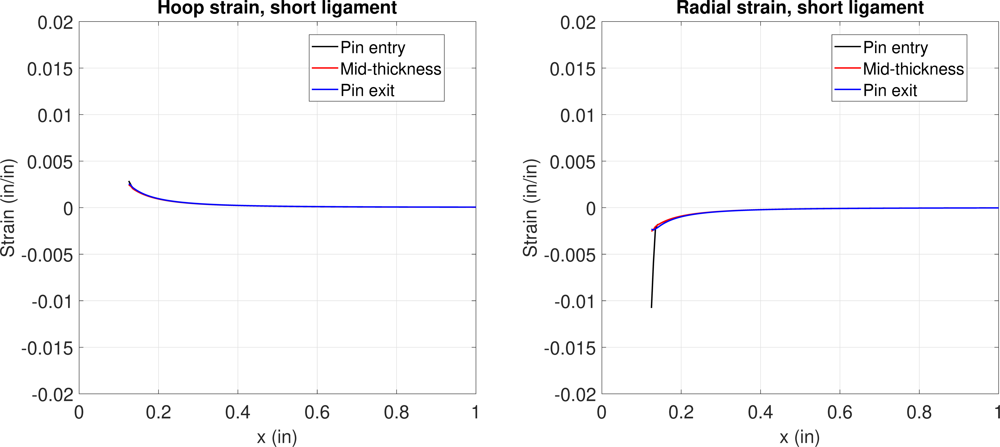 Hoop strain, short ligament
0.02
0.015
0.01
0.005
0
-0.005
-0.01
-0.015
-0.02
Strain (in/in)
Pin entry
Mid-thickness
Pin exit
0 0.2 0.4 0.6 0.8 1
x (in)
Radial strain, short ligament
0.02
0.015
0.01
0.005
0
-0.005
-0.01
-0.015
-0.02
Strain (in/in)
Pin entry
Mid-thickness
Pin exit
0 0.2 0.4 0.6 0.8 1
x (in)